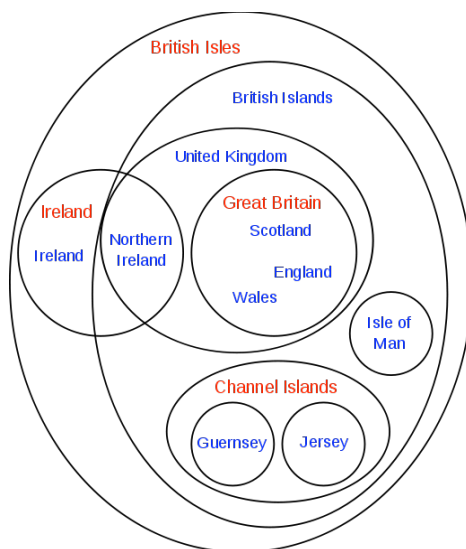 British Isles
British Islands
United Kingdom
Great Britain
Scotland
England
Wales
Ireland
Ireland
Northern
Ireland
Isle of
Man
Channel Islands
Guernsey
Jersey